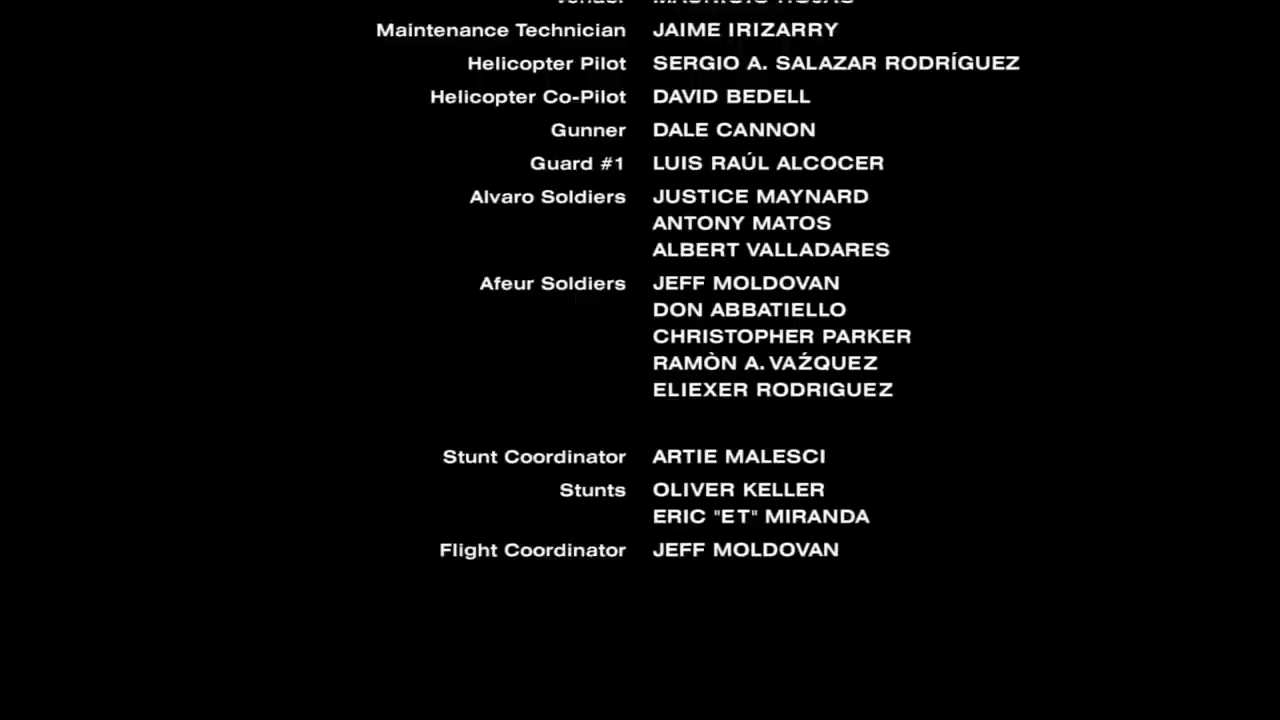 Maintenance Technician JAIME IRIZARRY
Helicopter Pilot SERGIO A. SALAZAR RODRÍGUEZ
Helicopter Co-Pilot DAVID BEDELL
Gunner DALE CANNON
Guard #1 LUIS RAÚL ALCOCER
Alvaro Soldiers JUSTICE MAYNARD
ANTONY MATOS
ALBERT VALLADARES
Afeur Soldiers JEFF MOLDOVAN
DON ABBATIELLO
CHRISTOPHER PARKER
RAMÒN A. VAŹQUEZ
ELIEXER RODRIGUEZ
Stunt Coordinator ARTIE MALESCI
Stunts OLIVER KELLER
ERIC "ET" MIRANDA
Flight Coordinator JEFF MOLDOVAN